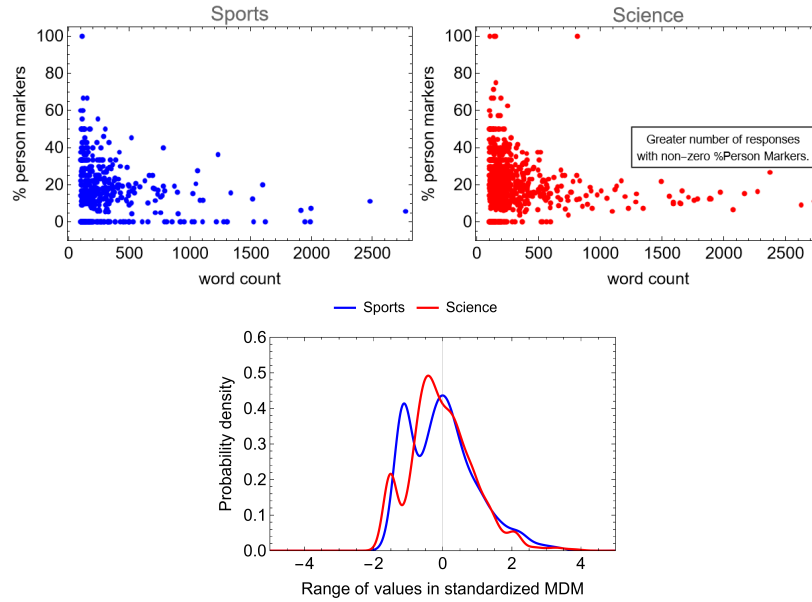 Sports
% person markers
100
80
60
40
20
0
0 500 1000 1500 2000 2500
word count
Science
% person markers
100
80
60
40
20
0
Greater number of responses
with non-zero %Person Markers.
0 500 1000 1500 2000 2500
word count
Sports Science
Probability density
0.6
0.5
0.4
0.3
0.2
0.1
0.0
−4 −2 0 2 4
Range of values in standardized MDM